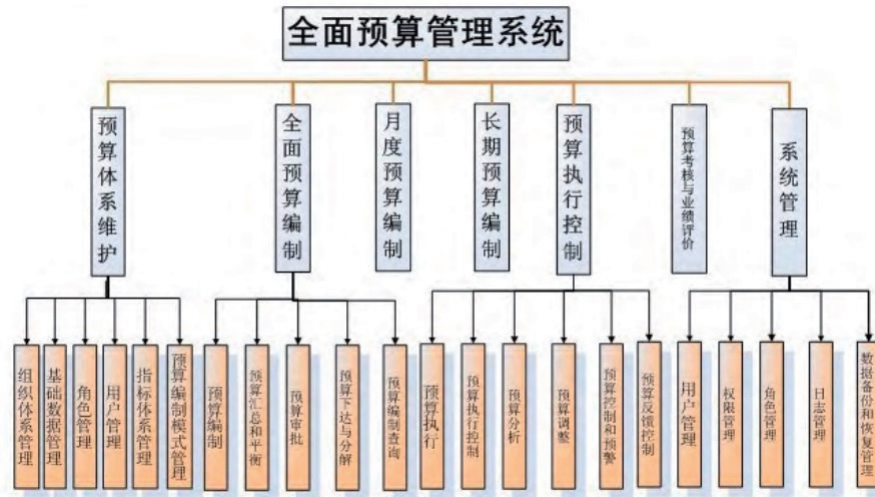 全面预算管理系统
预算体系维护
全面预算编制
月度预算编制
长期预算编制
预算执行控制
预算考核与业绩评价
系统管理
组织体系管理
基础数据管理
角色管理
用户管理
指标体系管理
预算编制模式管理
预算编制
预算汇总和平衡
预算审批
预算下达与分解
预算编制查询
预算执行
预算执行控制
预算分析
预算调整
预算控制和预警
预算反馈控制
用户管理
权限管理
角色管理
日志管理
数据备份和恢复管理